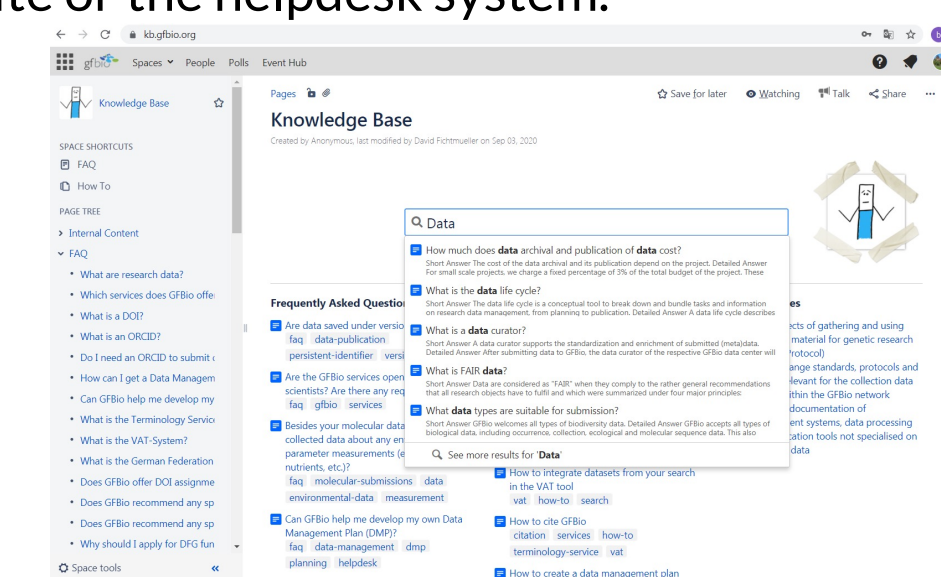 ite of the helpdesk system.
kb.gfbio.org
gfbio Spaces People Polls Event Hub
Knowledge Base
SPACE SHORTCUTS
FAQ
How To
PAGE TREE
Internal Content
FAQ
What are research data?
Which services does GFBio offe
What is a DOI?
What is an ORCID?
Do I need an ORCID to submit
How can I get a Data Managem
Can GFBio help me develop my
What is the Terminology Servic
What is the VAT-System?
What is the German Federation
Does GFBio offer DOI assignme
Does GFBio recommend any sp
Does GFBio recommend any sp
Why should I apply for DFG fun
Space tools
Pages
Save for later Watching Talk Share
Knowledge Base
Created by Anonymous, last modified by David Fichtmueller on Sep 03, 2020
Data
How much does data archival and publication of data cost?
Short Answer The cost of the data archival and its publication depend on the project. Detailed Answer
For small scale projects, we charge a fixed percentage of 3% of the total budget of the project. These
What is the data life cycle?
Short Answer The data life cycle is a conceptual tool to break down and bundle tasks and information
on research data management, from planning to publication. Detailed Answer A data life cycle describes
What is a data curator?
Short Answer A data curator supports the standardization and enrichment of submitted (meta)data.
Detailed Answer After submitting data to GFBio, the data curator of the respective GFBio data center will
What is FAIR data?
Short Answer Data are considered as "FAIR" when they comply to the rather general recommendations
that all research objects have to fulfil and which were summarized under four major principles:
What data types are suitable for submission?
Short Answer GFBio welcomes all types of biodiversity data. Detailed Answer GFBio accepts all types of
biological data, including occurrence, collection, ecological and molecular sequence data. This also
See more results for 'Data'
Frequently Asked Questio
Are data saved under versio
faq data-publication
persistent-identifier versi
Are the GFBio services open
scientists? Are there any req
faq gfbio services
Besides your molecular data
collected data about any en
parameter measurements (e
nutrients, etc.)?
faq molecular-submissions data
environmental-data measurement
Can GFBio help me develop my own Data
Management Plan (DMP)?
faq data-management dmp
planning helpdesk
How to integrate datasets from your search
in the VAT tool
vat how-to search
How to cite GFBio
citation services how-to
terminology-service vat
How to create a data management plan
es
ects of gathering and using
material for genetic research
rotocol)
ange standards, protocols and
levant for the collection data
ithin the GFBio network
documentation of
ent systems, data processing
ation tools not specialised on
data